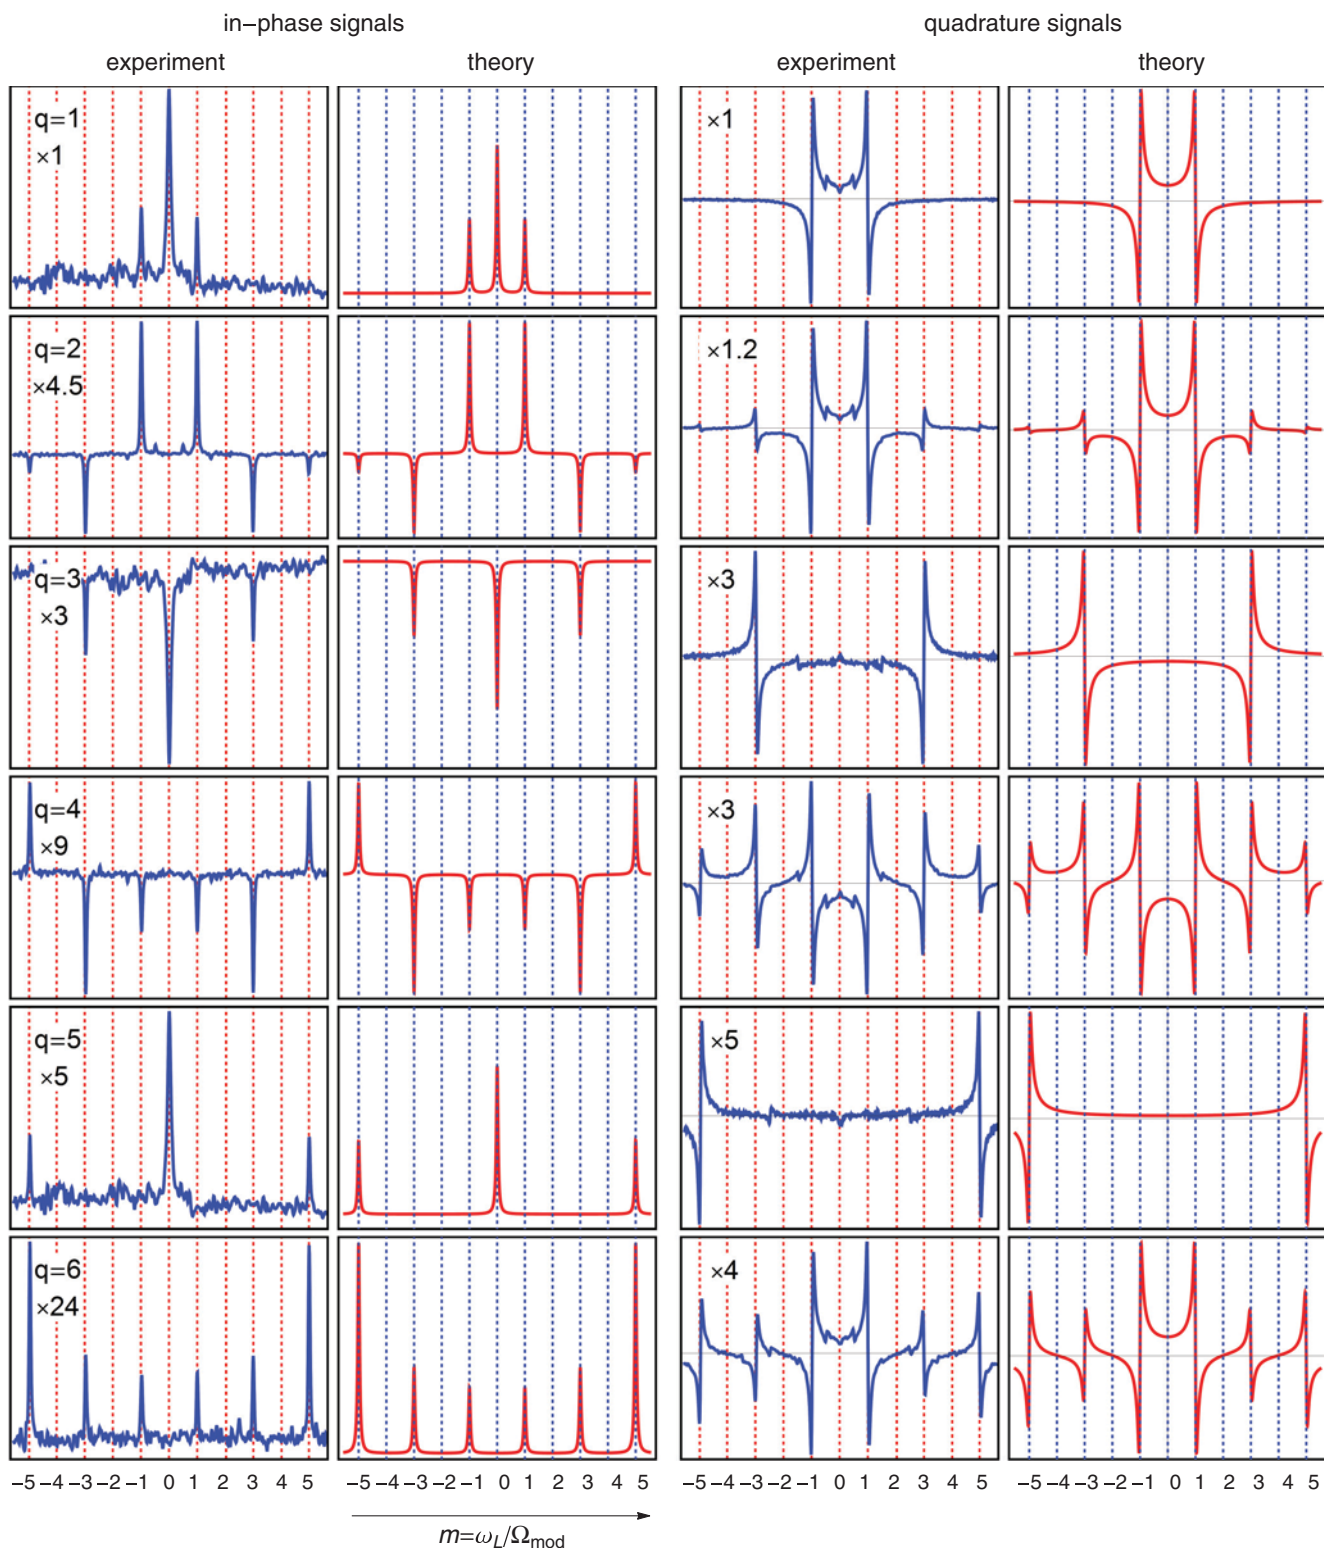 in–phase signals quadrature signals
experiment theory experiment theory
q=1
×1
×1
q=2
×4.5
×1.2
q=3
×3
×3
q=4
×9
×3
q=5
×5
×5
q=6
×24
×4
−5 −4 −3 −2 −1 0 1 2 3 4 5 −5 −4 −3 −2 −1 0 1 2 3 4 5 −5 −4 −3 −2 −1 0 1 2 3 4 5 −5 −4 −3 −2 −1 0 1 2 3 4 5
m=ω_L/Ω_mod